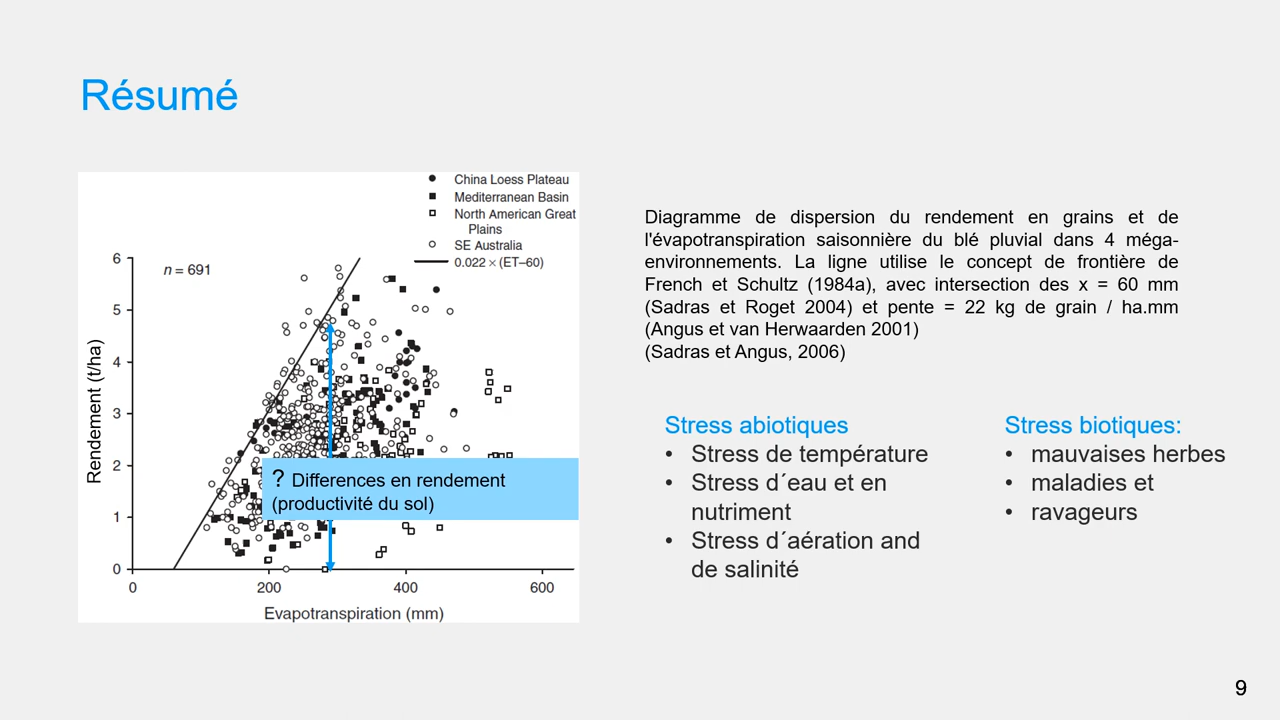 Résumé
China Loess Plateau
Mediterranean Basin
North American Great
Plains
SE Australia
0.022 × (ET–60)
n = 691
6
5
4
3
2
1
0
Rendement (t/ha)
? Differences en rendement
(productivité du sol)
0
200
400
600
Evapotranspiration (mm)
Diagramme de dispersion du rendement en grains et de
l'évapotranspiration saisonnière du blé pluvial dans 4 méga-
environnements. La ligne utilise le concept de frontière de
French et Schultz (1984a), avec intersection des x = 60 mm
(Sadras et Roget 2004) et pente = 22 kg de grain / ha.mm
(Angus et van Herwaarden 2001)
(Sadras et Angus, 2006)
Stress abiotiques
• Stress de température
• Stress d´eau et en
nutriment
• Stress d´aération and
de salinité
Stress biotiques:
• mauvaises herbes
• maladies et
• ravageurs
9